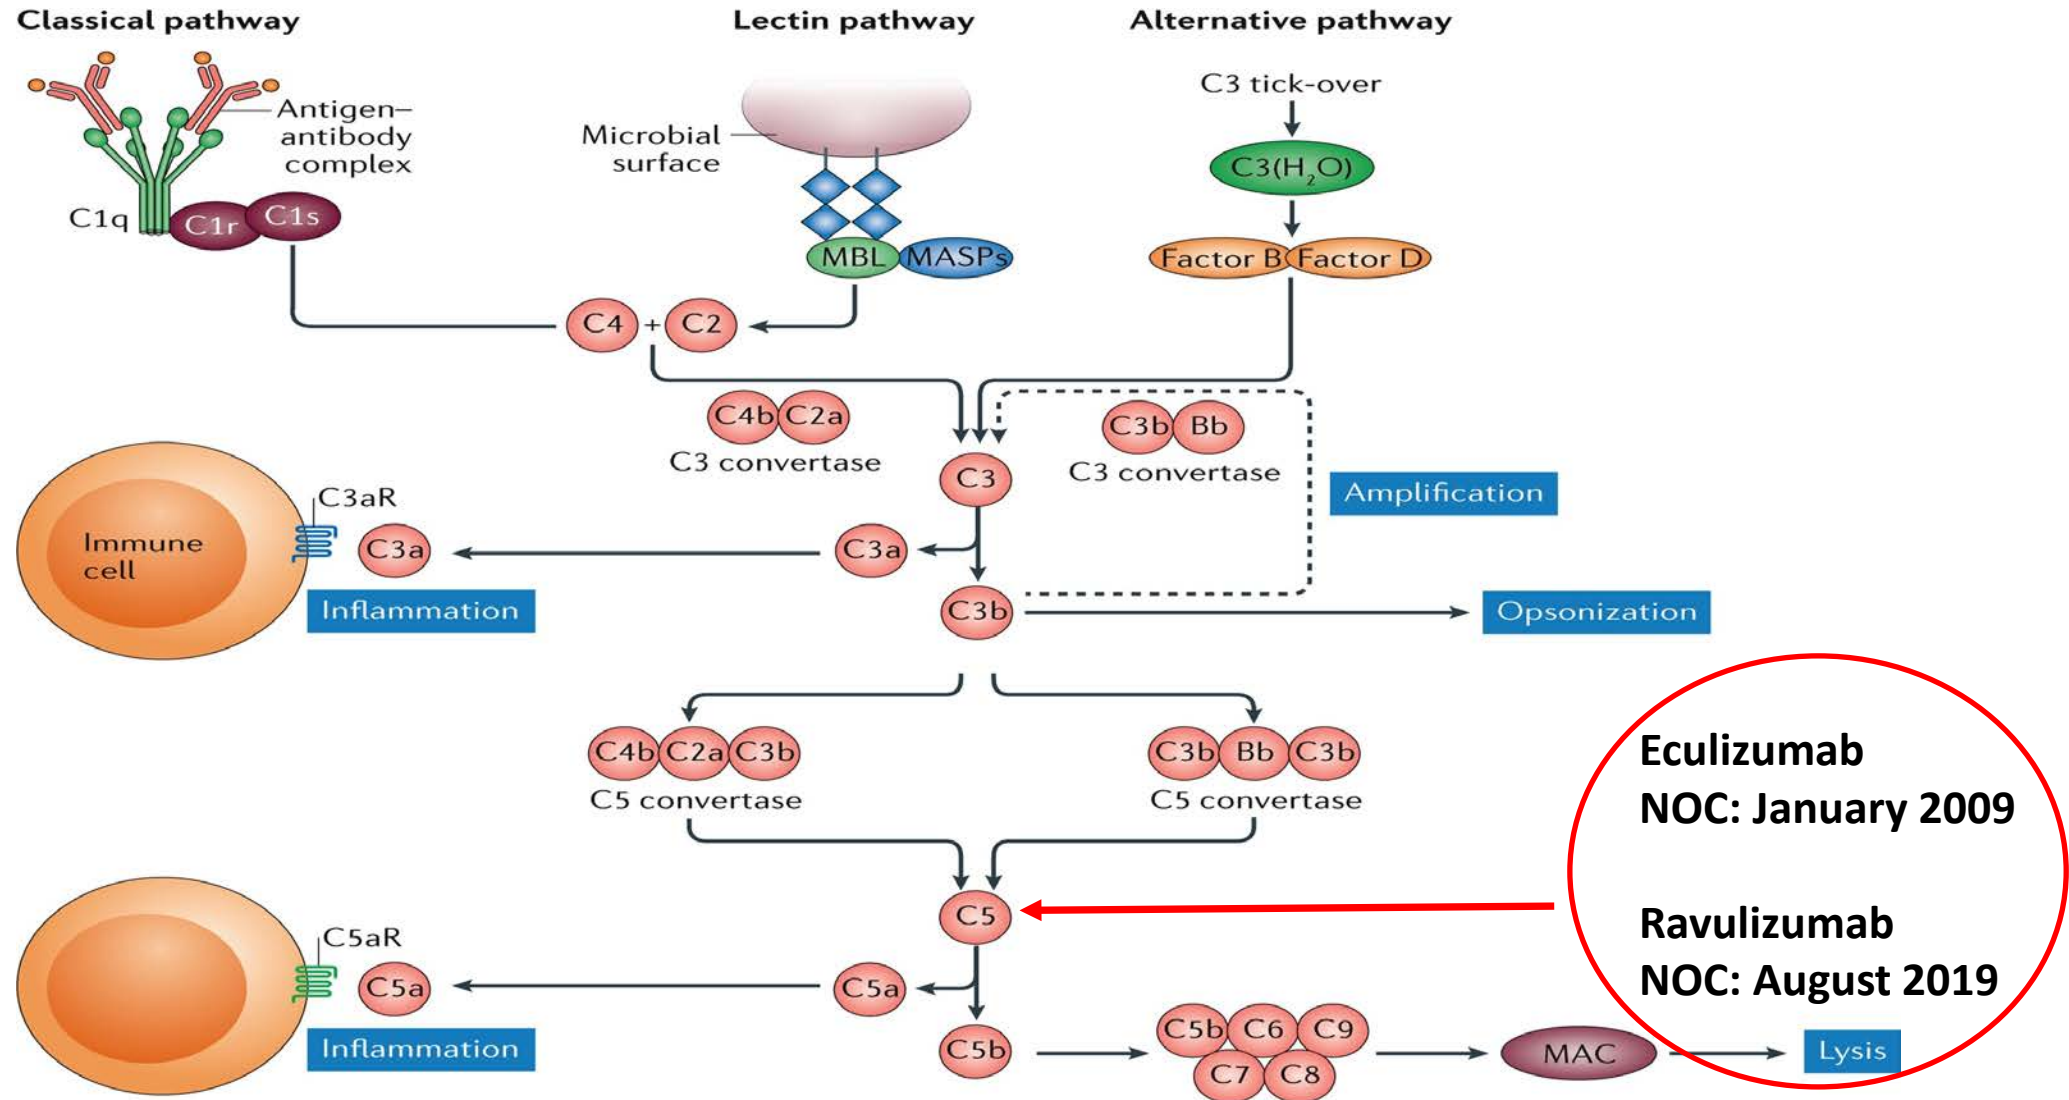 Classical pathway
Lectin pathway
Alternative pathway
Antigen–
antibody
complex
C1q
C1r
C1s
Microbial
surface
MBL
MASPs
C3 tick-over
C3(H₂O)
Factor B
Factor D
C4
+
C2
C4b
C2a
C3 convertase
C3b
Bb
C3 convertase
C3
Amplification
C3aR
Immune
cell
C3a
C3a
Inflammation
C3b
Opsonization
C4b
C2a
C3b
C5 convertase
C3b
Bb
C3b
C5 convertase
Eculizumab
NOC: January 2009
Ravulizumab
NOC: August 2019
C5
C5aR
C5a
C5a
Inflammation
C5b
C5b
C6
C9
C7
C8
MAC
Lysis